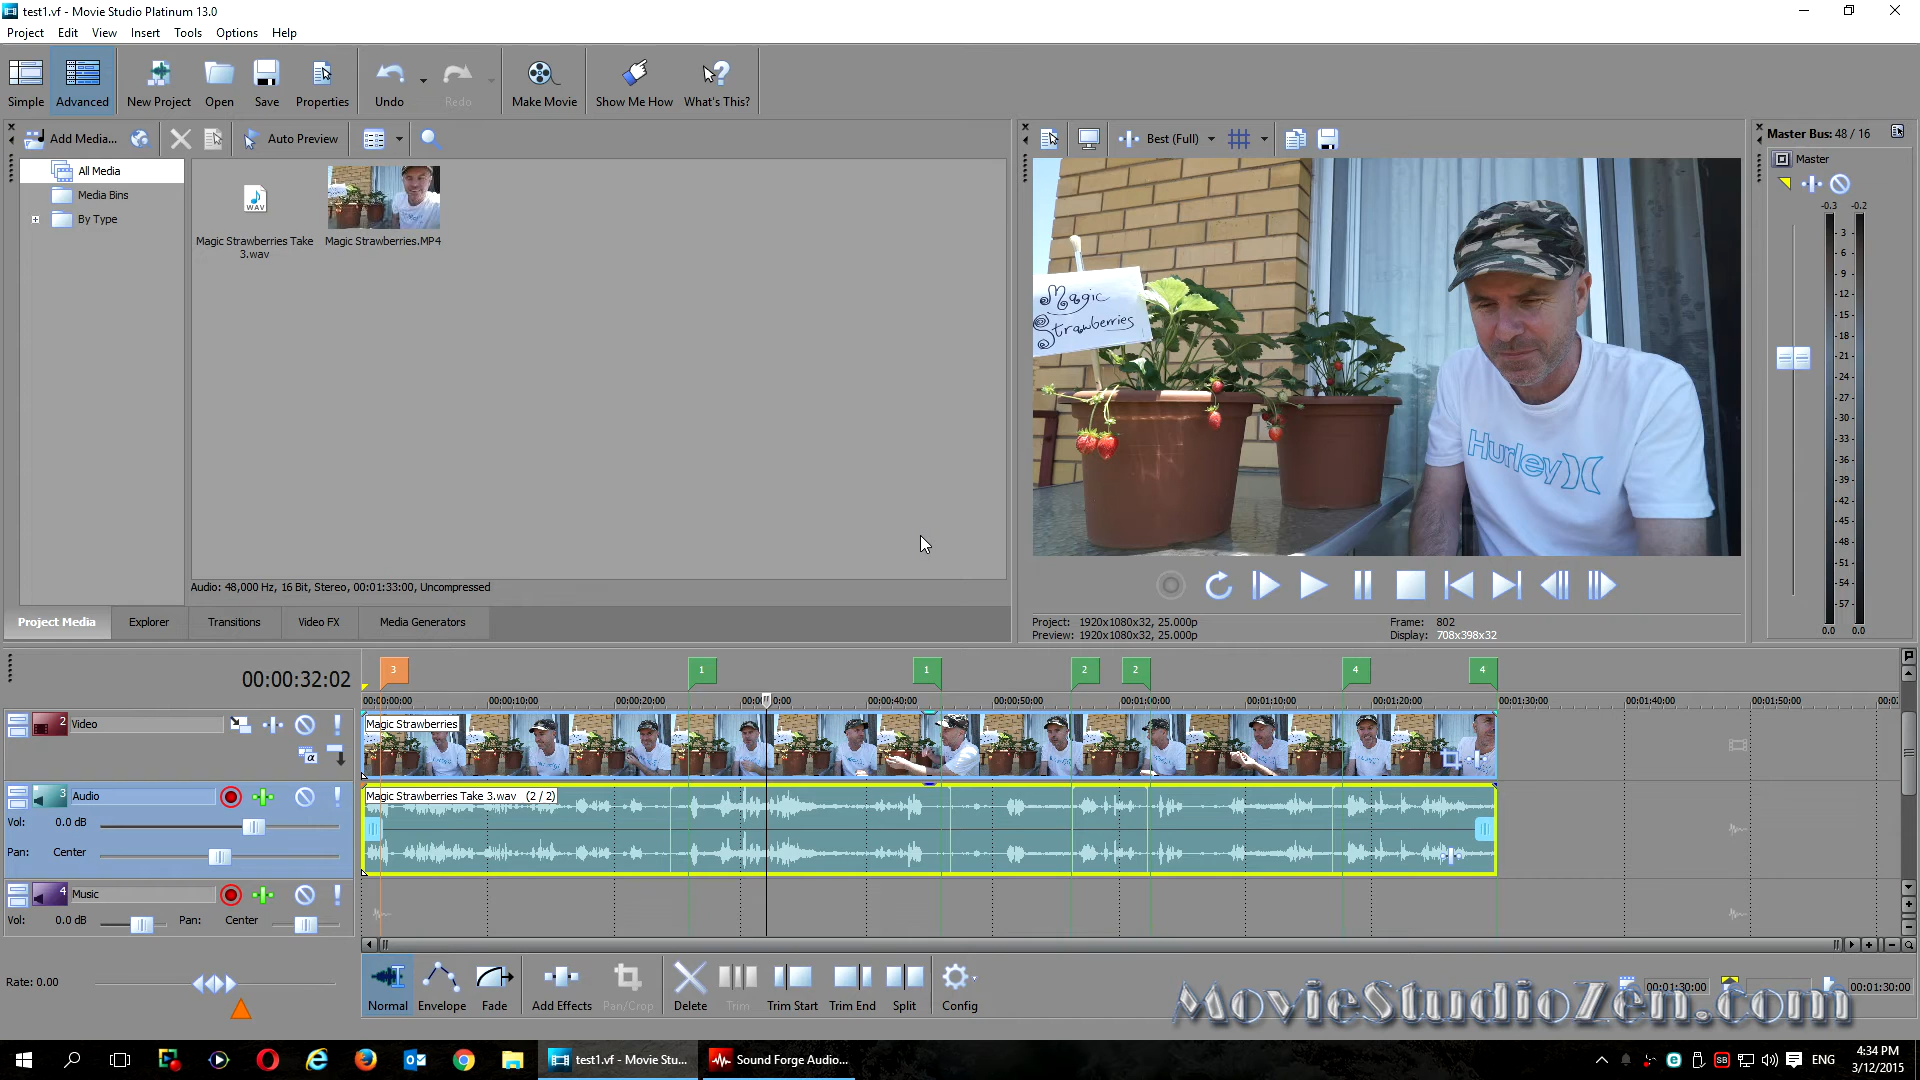 test1.vf - Movie Studio Platinum 13.0
Project Edit View Insert Tools Options Help
Simple Advanced New Project Open Save Properties Undo Redo Make Movie Show Me How What's This?
Add Media... Auto Preview
All Media
Media Bins
By Type
WAV
Magic Strawberries Take 3.wav
Magic Strawberries.MP4
Audio: 48,000 Hz, 16 Bit, Stereo, 00:01:33:00, Uncompressed
Project Media Explorer Transitions Video FX Media Generators
Best (Full)
Magic
Strawberries
Hurley
Project: 1920x1080x32, 25.000p
Preview: 1920x1080x32, 25.000p
Frame: 802
Display: 708x398x32
Master Bus: 48 / 16
Master
-0.3 -0.2
3
6
9
12
15
18
21
24
27
30
33
36
39
42
45
48
51
54
57
0.0 0.0
00:00:32:02
3 1 1 2 2 4 4
00:00:00:00 00:00:10:00 00:00:20:00 00:00:40:00 00:00:50:00 00:01:00:00 00:01:10:00 00:01:20:00 00:01:30:00 00:01:40:00 00:01:50:00
2 Video
Magic Strawberries
3 Audio
Vol: 0.0 dB
Pan: Center
Magic Strawberries Take 3.wav (2 / 2)
4 Music
Vol: 0.0 dB Pan: Center
Rate: 0.00
Normal Envelope Fade Add Effects Pan/Crop Delete Trim Trim Start Trim End Split Config
00:01:30:00 00:01:30:00
MovieStudioZen.com
test1.vf - Movie Stu...
Sound Forge Audio...
ENG
4:34 PM
3/12/2015